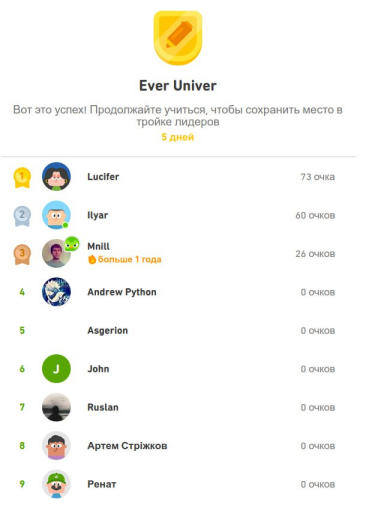 Ever Univer
Вот это успех! Продолжайте учиться, чтобы сохранить место в
тройке лидеров
5 дней
1 Lucifer 73 очка
2 Ilyar 60 очков
3 Mnill 26 очков
больше 1 года
4 Andrew Python 0 очков
5 Asgerion 0 очков
6 J John 0 очков
7 Ruslan 0 очков
8 Артем Стріжков 0 очков
9 Ренат 0 очков